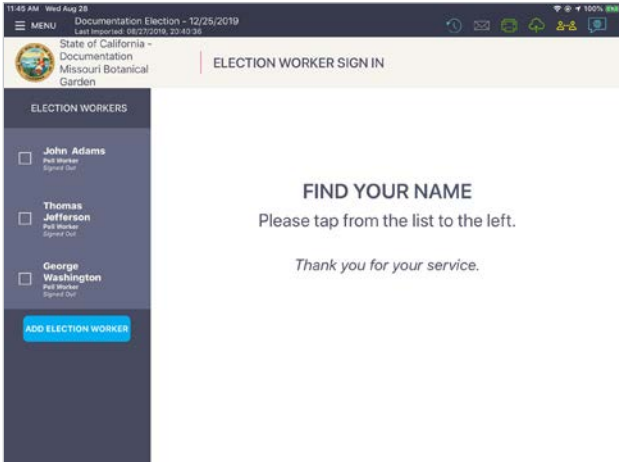 11:45 AM Wed Aug 28
100%
MENU
Documentation Election - 12/25/2019
Last Imported: 08/27/2019, 20:40:36
State of California -
Documentation
Missouri Botanical
Garden
ELECTION WORKER SIGN IN
ELECTION WORKERS
John Adams
Poll Worker
Signed Out
Thomas
Jefferson
Poll Worker
Signed Out
George
Washington
Poll Worker
Signed Out
ADD ELECTION WORKER
FIND YOUR NAME
Please tap from the list to the left.
Thank you for your service.